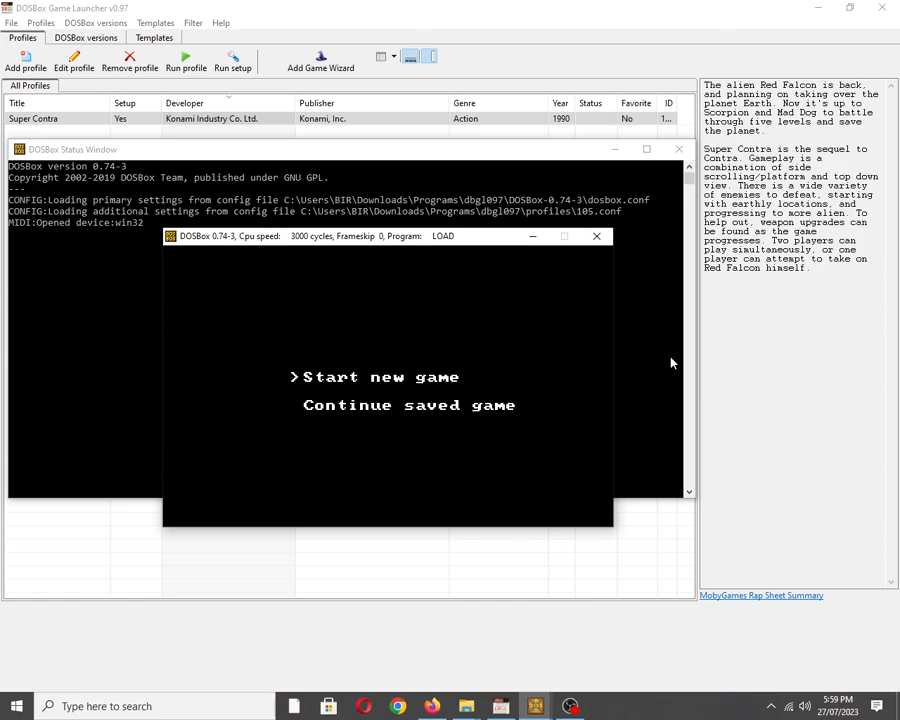 DOSBox Game Launcher v0.97
File Profiles DOSBox versions Templates Filter Help
Profiles DOSBox versions Templates
Add profile Edit profile Remove profile Run profile Run setup Add Game Wizard
All Profiles
Title Setup Developer Publisher Genre Year Status Favorite ID
Super Contra Yes Konami Industry Co. Ltd. Konami, Inc. Action 1990 No 1...
DOSBox Status Window
DOSBox version 0.74-3
Copyright 2002-2019 DOSBox Team, published under GNU GPL.
---
CONFIG:Loading primary settings from config file C:\Users\BIR\Downloads\Programs\dbgl097\DOSBox-0.74-3\dosbox.conf
CONFIG:Loading additional settings from config file C:\Users\BIR\Downloads\Programs\dbgl097\profiles\105.conf
MIDI:Opened device:win32
DOSBox 0.74-3, Cpu speed: 3000 cycles, Frameskip 0, Program: LOAD
>Start new game
Continue saved game
The alien Red Falcon is back,
and planning on taking over the
planet Earth. Now it's up to
Scorpion and Mad Dog to battle
through five levels and save
the planet.
Super Contra is the sequel to
Contra. Gameplay is a
combination of side
scrolling/platform and top down
view. There is a wide variety
of enemies to defeat, starting
with earthly locations, and
progressing to more alien. To
help out, weapon upgrades can
be found as the game
progresses. Two players can
play simultaneously, or one
player can attempt to take on
Red Falcon himself.
MobyGames Rap Sheet Summary
Type here to search
5:59 PM
27/07/2023